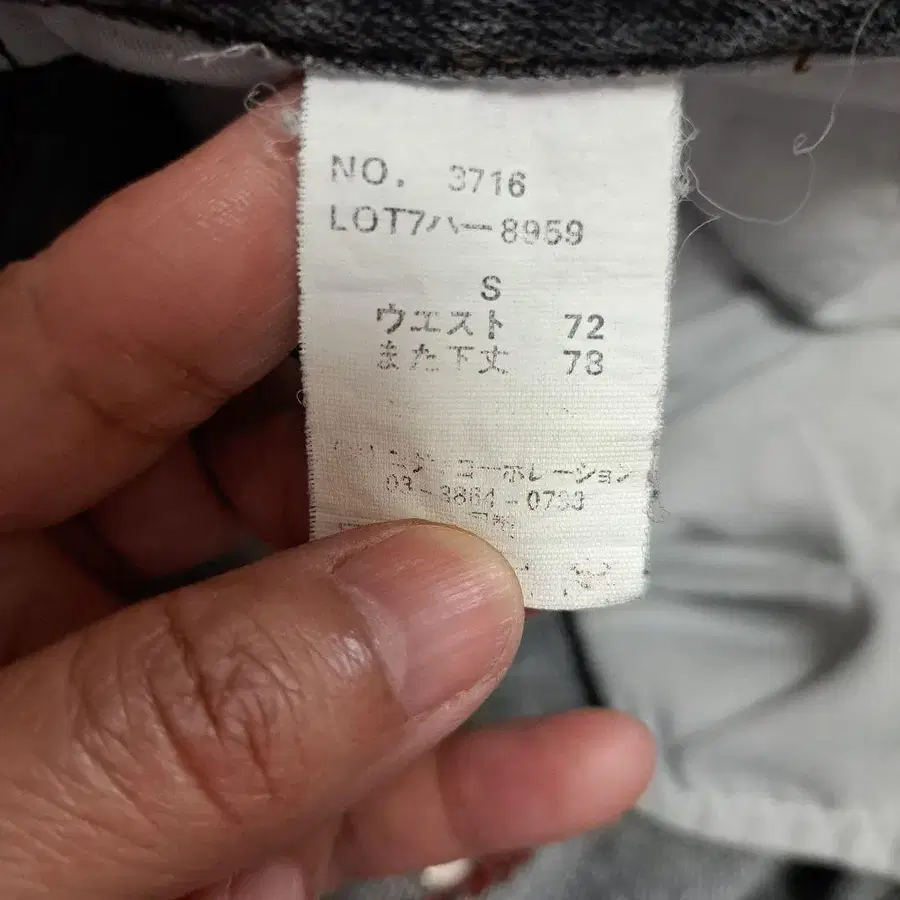 NO. 3716
LOT7ハー8959
S
ウエスト 72
また下丈 73
コーポレーション